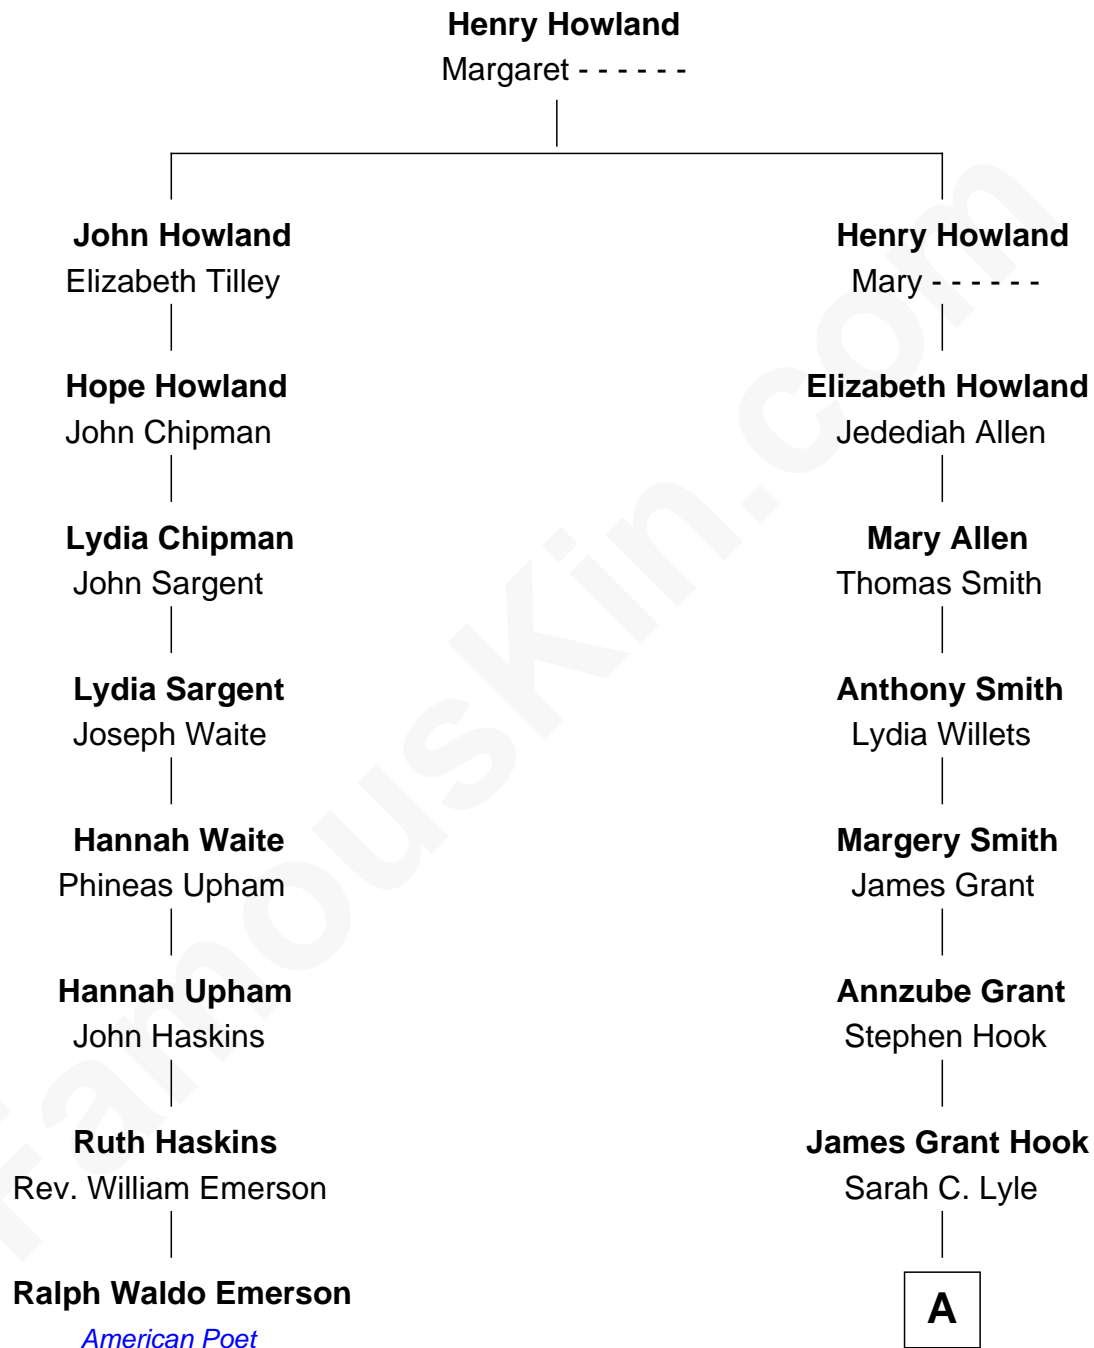 Henry Howland
Margaret - - - - - -
John Howland
Elizabeth Tilley
Henry Howland
Mary - - - - - -
Hope Howland
John Chipman
Elizabeth Howland
Jedediah Allen
Lydia Chipman
John Sargent
Mary Allen
Thomas Smith
Lydia Sargent
Joseph Waite
Anthony Smith
Lydia Willets
Hannah Waite
Phineas Upham
Margery Smith
James Grant
Hannah Upham
John Haskins
Annzube Grant
Stephen Hook
Ruth Haskins
Rev. William Emerson
James Grant Hook
Sarah C. Lyle
Ralph Waldo Emerson
American Poet
A
FamousKin.com